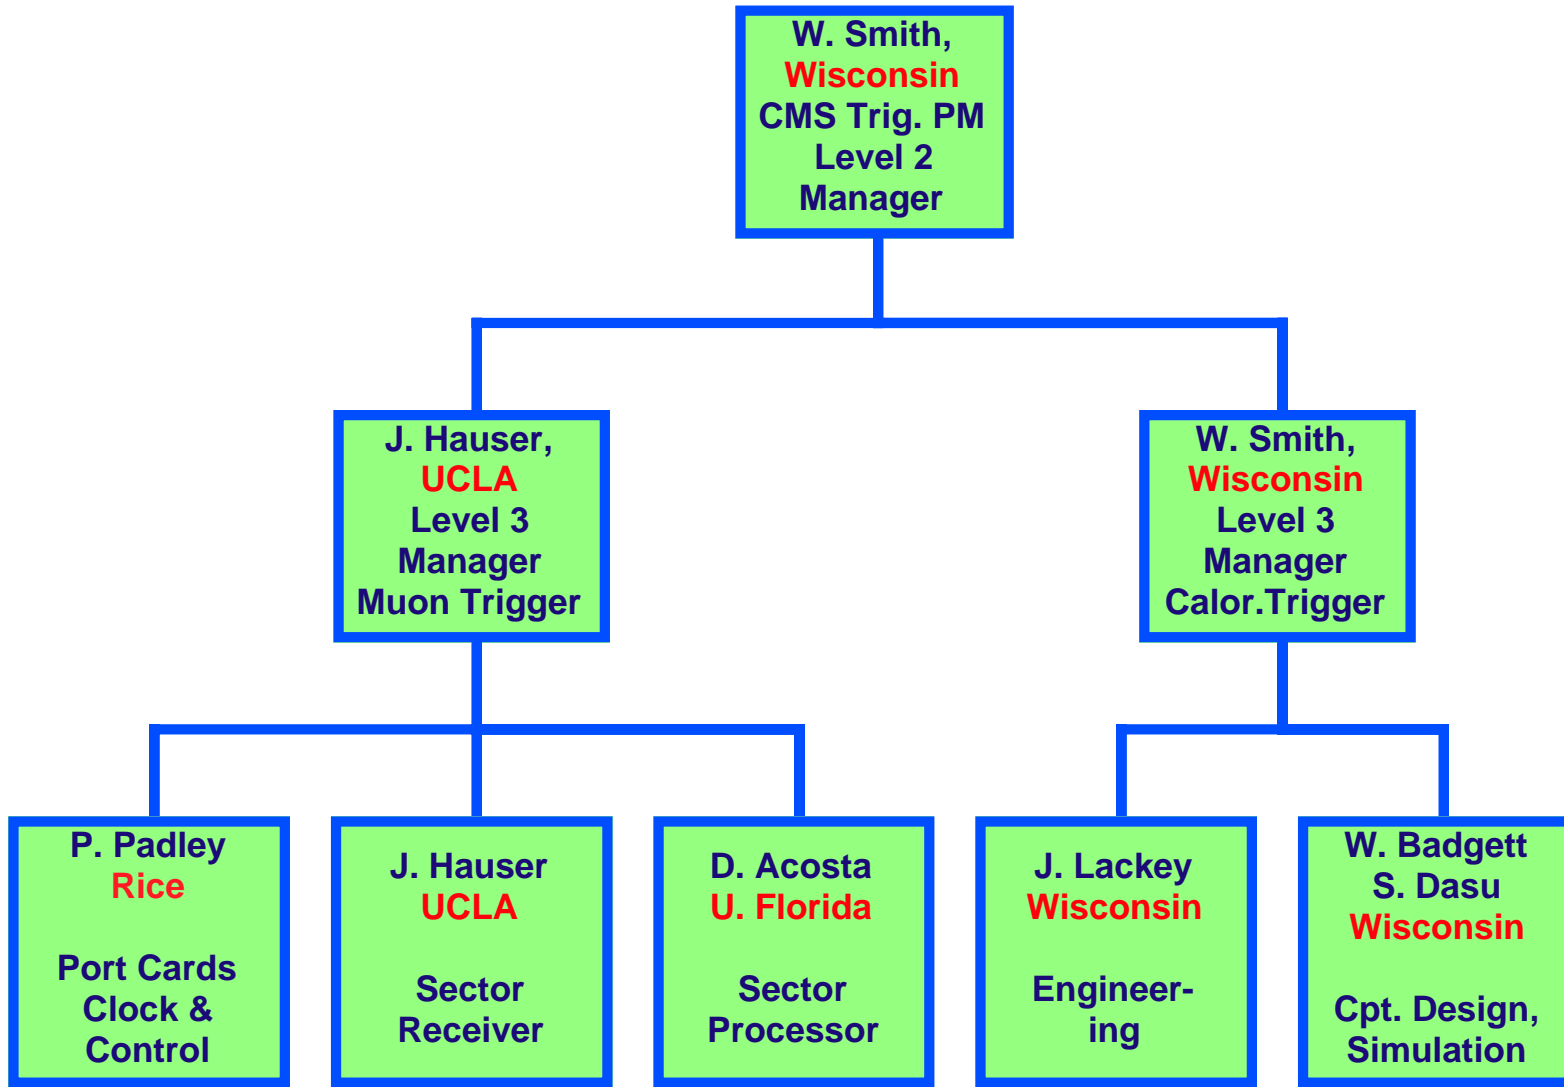 W. Smith,
Wisconsin
CMS Trig. PM
Level 2
Manager
J. Hauser,
UCLA
Level 3
Manager
Muon Trigger
W. Smith,
Wisconsin
Level 3
Manager
Calor.Trigger
P. Padley
Rice
Port Cards
Clock &
Control
J. Hauser
UCLA
Sector
Receiver
D. Acosta
U. Florida
Sector
Processor
J. Lackey
Wisconsin
Engineer-
ing
W. Badgett
S. Dasu
Wisconsin
Cpt. Design,
Simulation